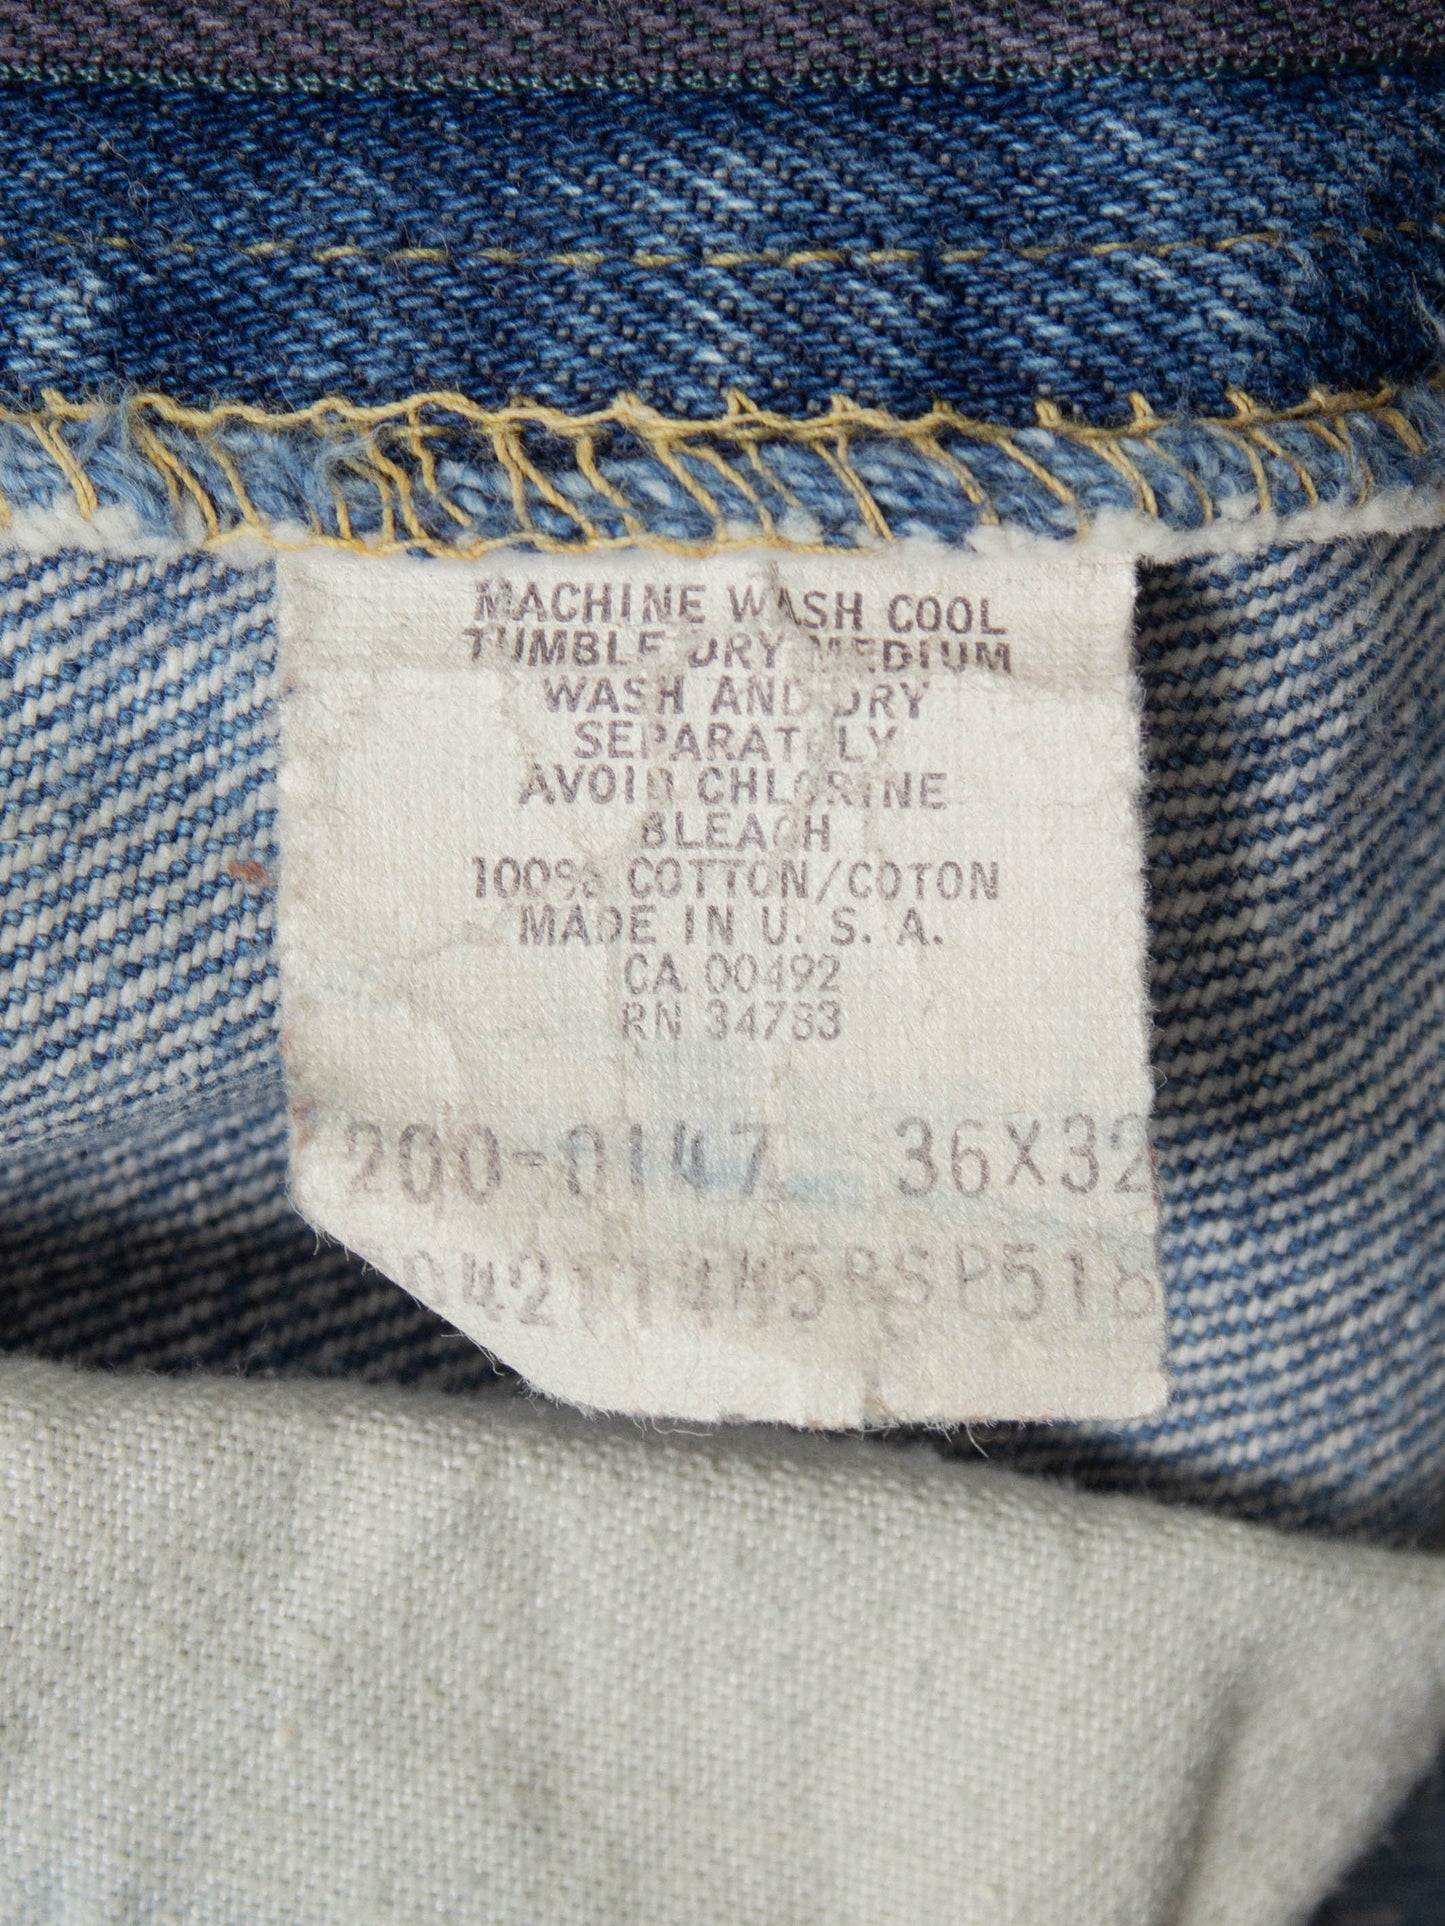 MACHINE WASH COOL
TUMBLE DRY MEDIUM
WASH AND DRY
SEPARATELY
AVOID CHLORINE
BLEACH
100% COTTON/COTON
MADE IN U. S. A.
CA 00492
RN 34783
200-0147 36X32